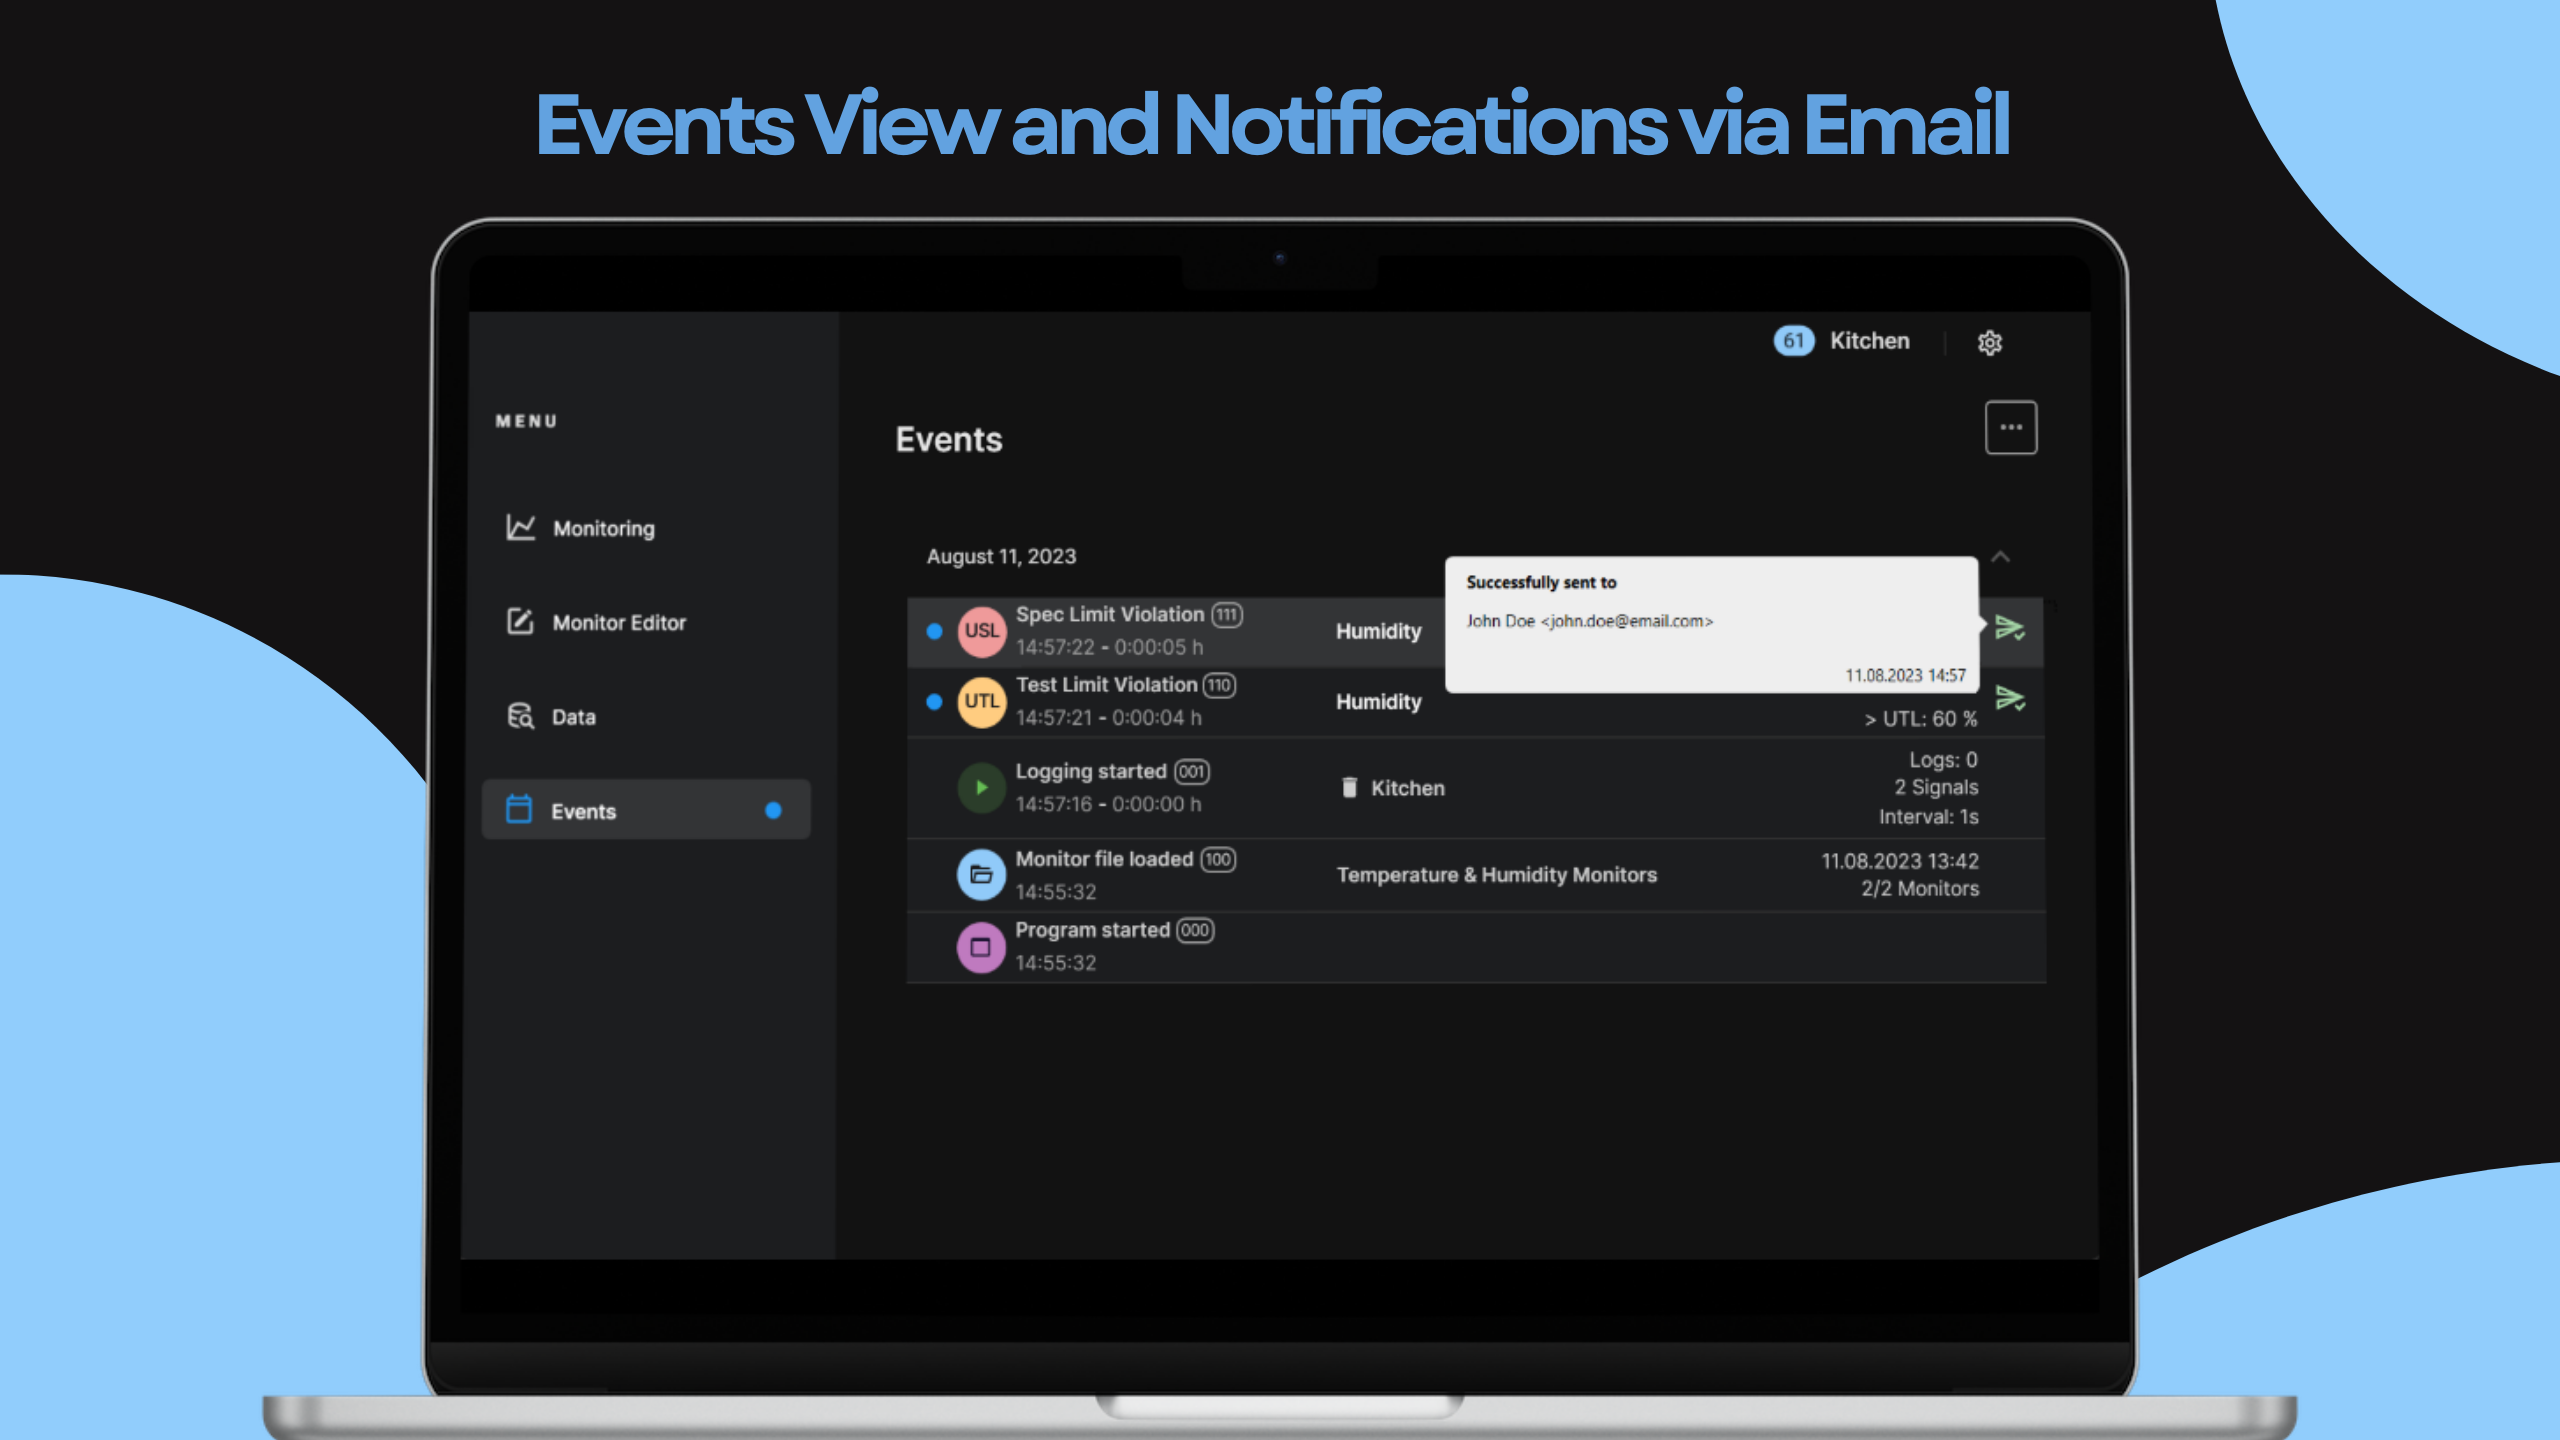 Events View and Notifications via Email
61 Kitchen
MENU
Events
Monitoring
Monitor Editor
Data
Events
August 11, 2023
Successfully sent to
John Doe <john.doe@email.com>
11.08.2023 14:57
USL Spec Limit Violation 111
14:57:22 - 0:00:05 h
Humidity
UTL Test Limit Violation 110
14:57:21 - 0:00:04 h
Humidity
> UTL: 60 %
Logging started 001
14:57:16 - 0:00:00 h
Kitchen
Logs: 0
2 Signals
Interval: 1s
Monitor file loaded 100
14:55:32
Temperature & Humidity Monitors
11.08.2023 13:42
2/2 Monitors
Program started 000
14:55:32